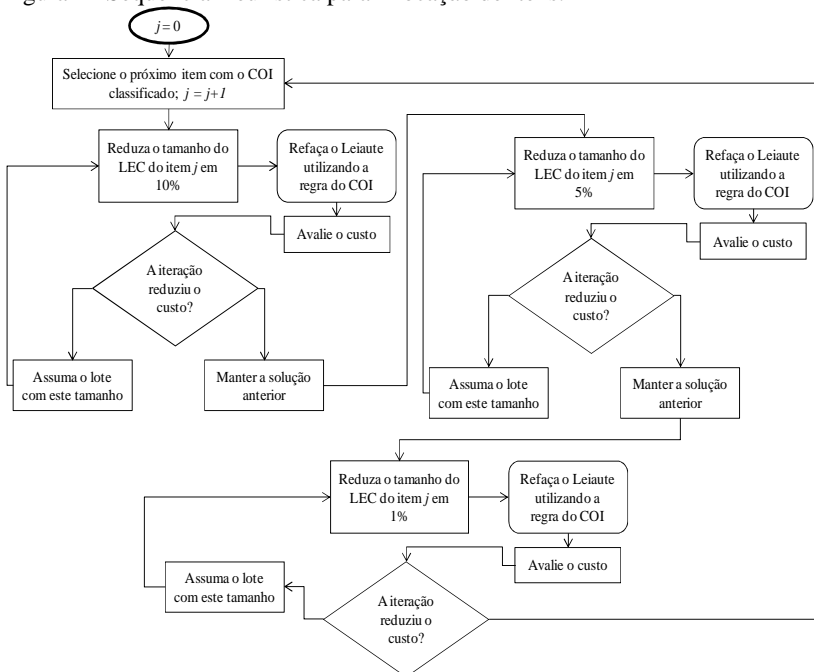 j=0
Selecione o próximo item com o COI
classificado; j = j+1
Reduza o tamanho do
LEC do item j em
10%
Refaça o Leiaute
utilizando a
regra do COI
Avalie o custo
A iteração
reduziu o
custo?
Assuma o lote
com este tamanho
Manter a solução
anterior
Reduza o tamanho do
LEC do item j em
5%
Refaça o Leiaute
utilizando a
regra do COI
Avalie o custo
A iteração
reduziu o
custo?
Assuma o lote
com este tamanho
Manter a solução
anterior
Reduza o tamanho do
LEC do item j em
1%
Refaça o Leiaute
utilizando a
regra do COI
Avalie o custo
A iteração
reduziu o
custo?
Assuma o lote
com este tamanho